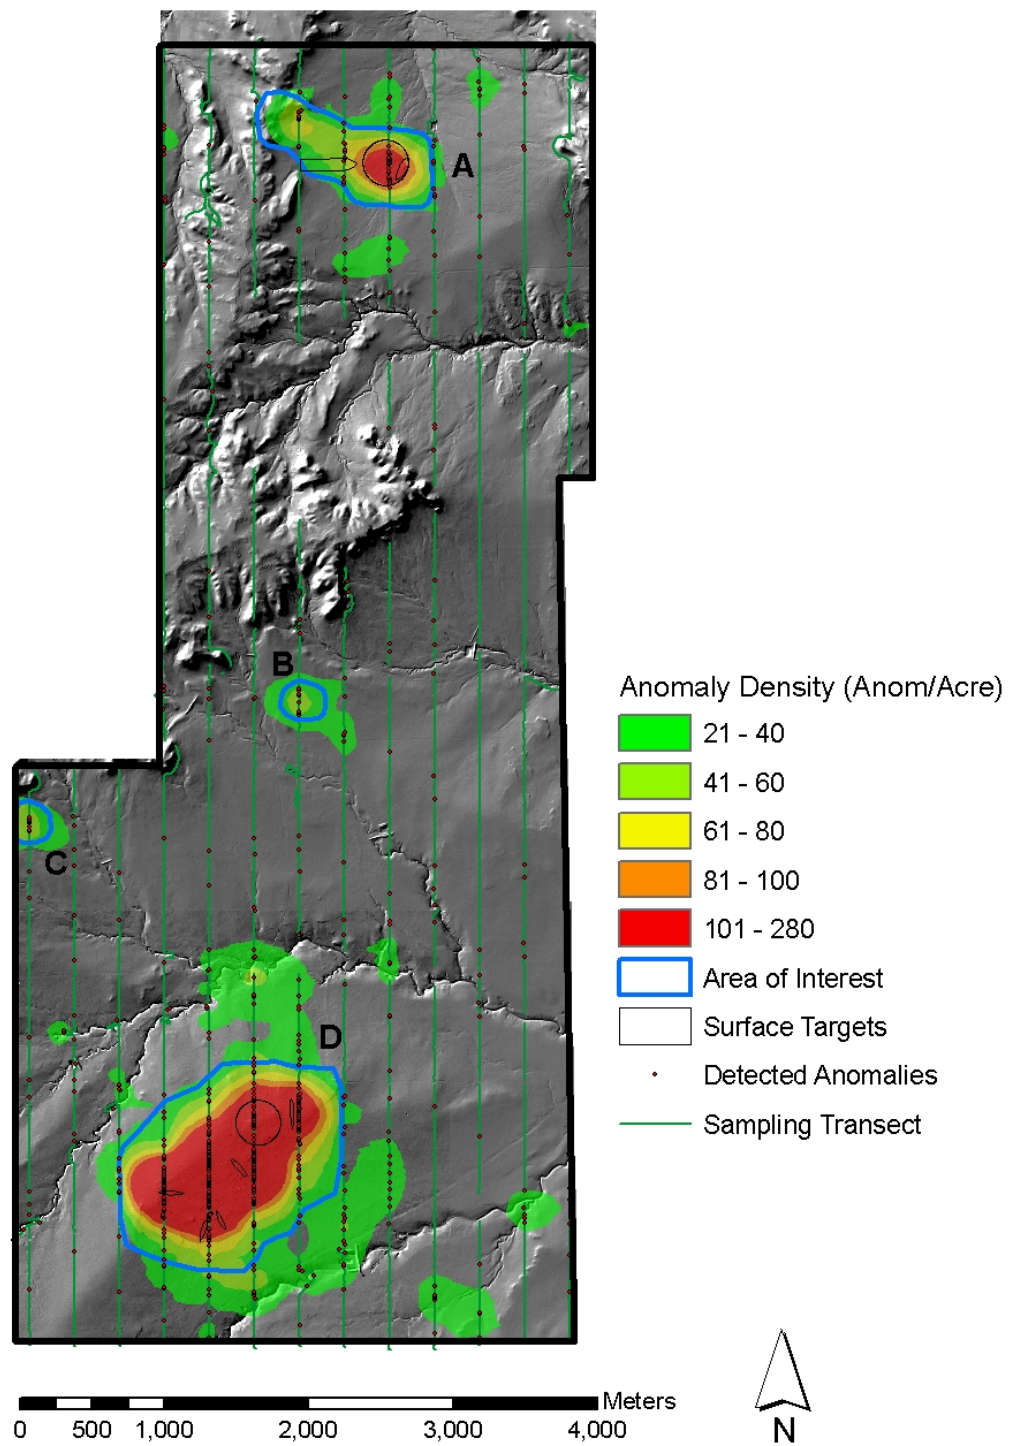 A
B
C
D
Anomaly Density (Anom/Acre)
21 - 40
41 - 60
61 - 80
81 - 100
101 - 280
Area of Interest
Surface Targets
Detected Anomalies
Sampling Transect
Meters
0 500 1,000 2,000 3,000 4,000
N